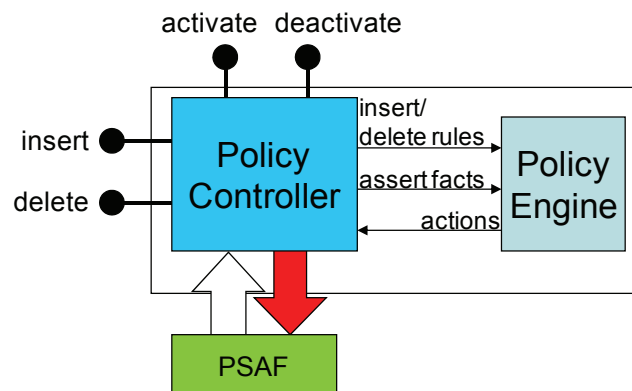 activate deactivate
insert
delete
Policy
Controller
insert/
delete rules
assert facts
actions
Policy
Engine
PSAF